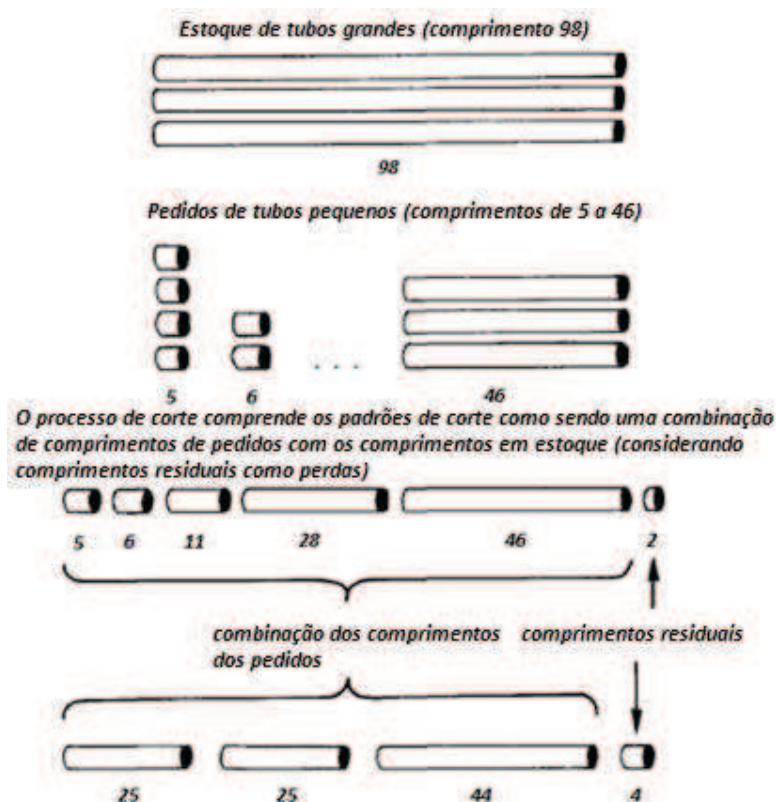 Estoque de tubos grandes (comprimento 98)
98
Pedidos de tubos pequenos (comprimentos de 5 a 46)
5 6 . . . 46
O processo de corte comprende os padrões de corte como sendo uma combinação
de comprimentos de pedidos com os comprimentos em estoque (considerando
comprimentos residuais como perdas)
5 6 11 28 46 2
combinação dos comprimentos comprimentos residuais
dos pedidos
25 25 44 4